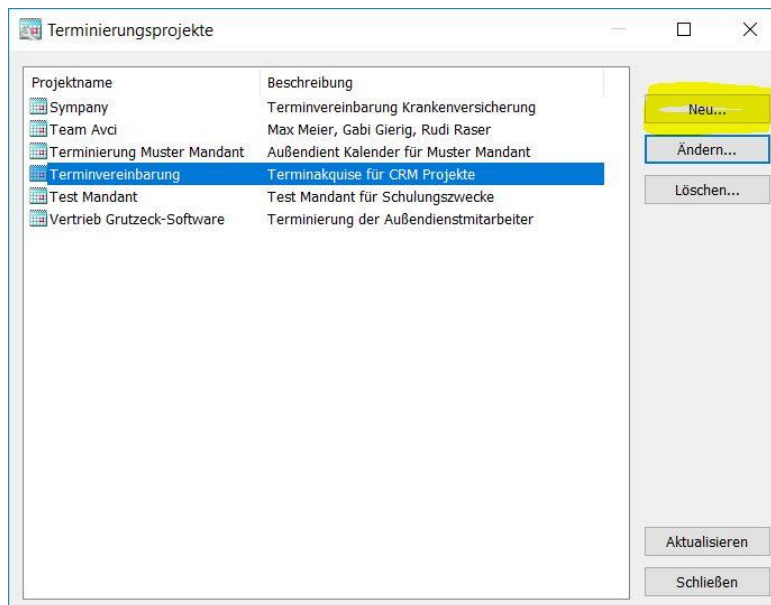 Terminierungsprojekte
Projektname Beschreibung
Sympany Terminvereinbarung Krankenversicherung
Team Avci Max Meier, Gabi Gierig, Rudi Raser
Terminierung Muster Mandant Außendient Kalender für Muster Mandant
Terminvereinbarung Terminakquise für CRM Projekte
Test Mandant Test Mandant für Schulungszwecke
Vertrieb Grutzeck-Software Terminierung der Außendienstmitarbeiter
Neu...
Ändern...
Löschen...
Aktualisieren
Schließen